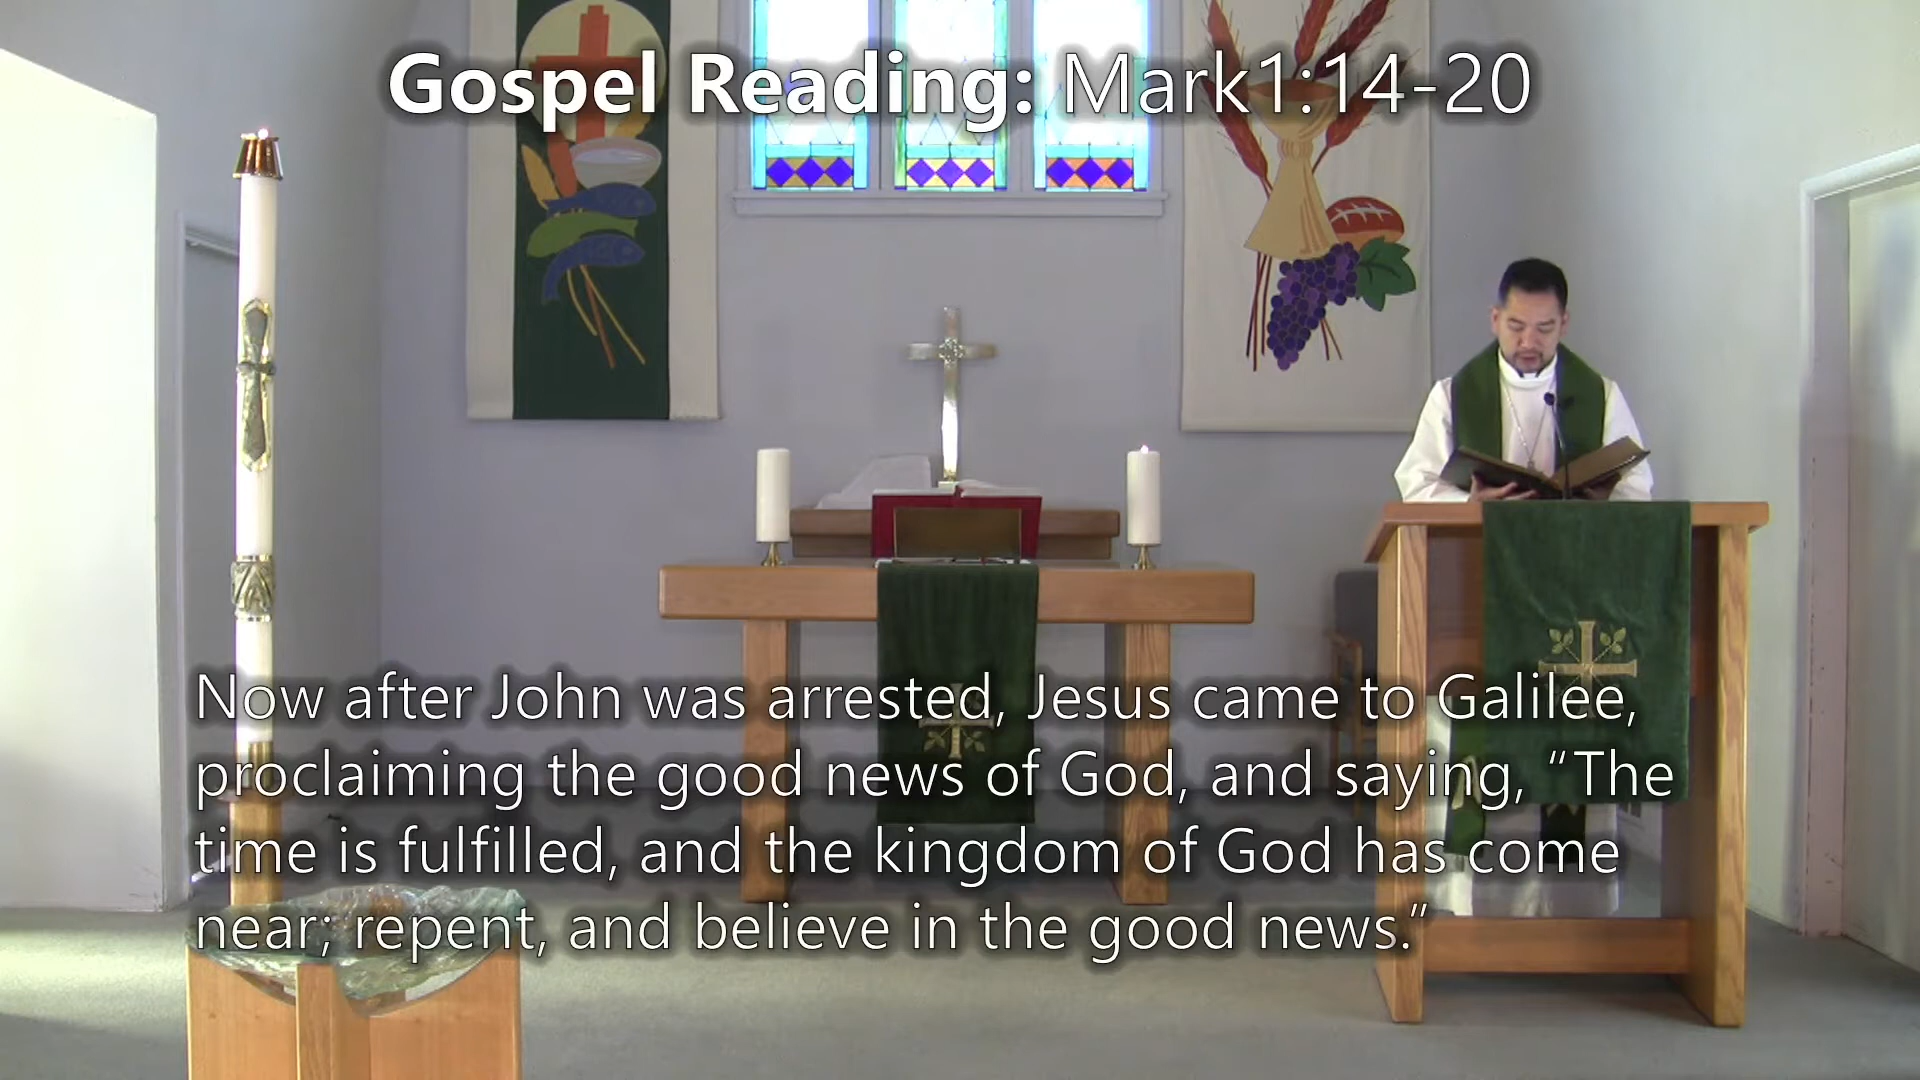 Gospel Reading: Mark1:14-20
Now after John was arrested, Jesus came to Galilee,
proclaiming the good news of God, and saying, “The
time is fulfilled, and the kingdom of God has come
near; repent, and believe in the good news.”